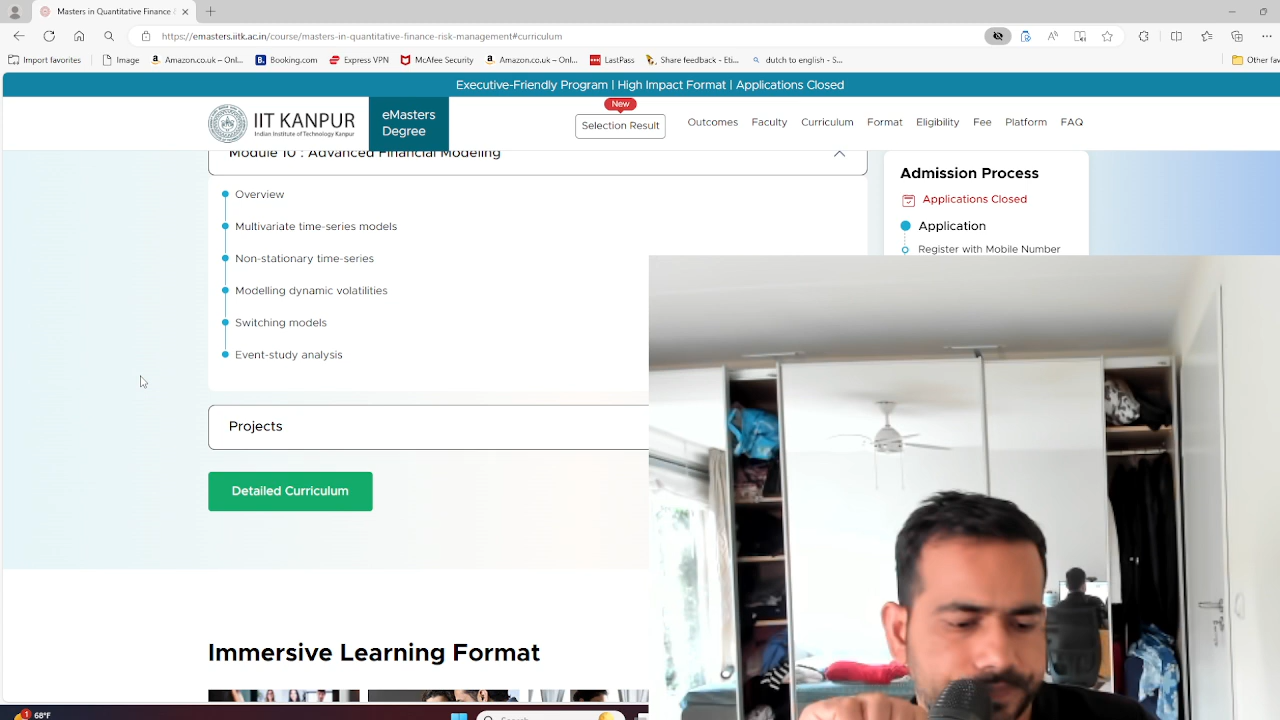 Masters in Quantitative Finance &
https://emasters.iitk.ac.in/course/masters-in-quantitative-finance-risk-management#curriculum
Import favorites Image Amazon.co.uk – Onl... Booking.com Express VPN McAfee Security Amazon.co.uk – Onl... LastPass Share feedback - Eti... dutch to english - S... Other fav
Executive-Friendly Program | High Impact Format | Applications Closed
IIT KANPUR
Indian Institute of Technology Kanpur
eMasters
Degree
New
Selection Result
Outcomes Faculty Curriculum Format Eligibility Fee Platform FAQ
Module 10 : Advanced Financial Modeling
Overview
Multivariate time-series models
Non-stationary time-series
Modelling dynamic volatilities
Switching models
Event-study analysis
Projects
Detailed Curriculum
Admission Process
Applications Closed
Application
Register with Mobile Number
Immersive Learning Format
1
68°F
Search